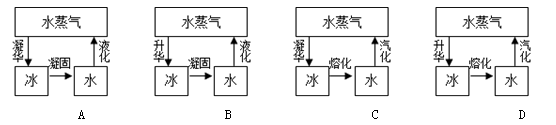 水蒸气 水蒸气 水蒸气 水蒸气
凝华 液化 升华 液化 凝华 汽化 升华 汽化
凝固 凝固 熔化 熔化
冰 水 冰 水 冰 水 冰 水
A B C D